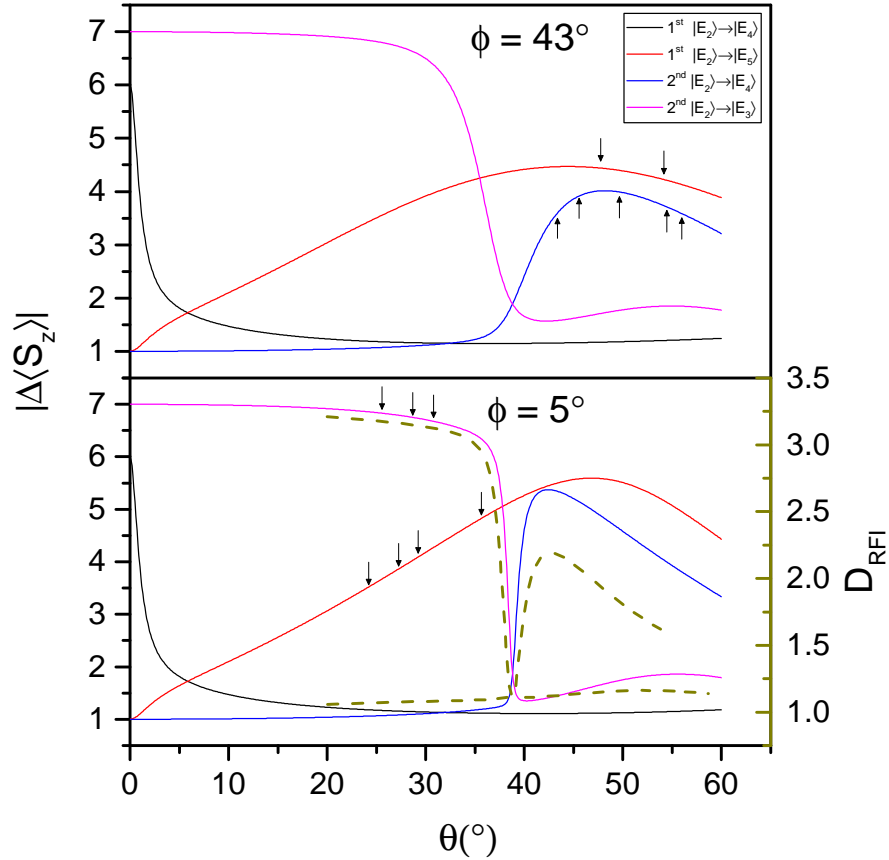 ϕ = 43°
1st |E2⟩→|E4⟩
1st |E2⟩→|E5⟩
2nd |E2⟩→|E4⟩
2nd |E2⟩→|E3⟩
7
6
5
4
3
2
1
|Δ⟨Sz⟩|
ϕ = 5°
7
6
5
4
3
2
1
3.5
3.0
2.5
2.0
1.5
1.0
DRFI
0 10 20 30 40 50 60
θ(°)